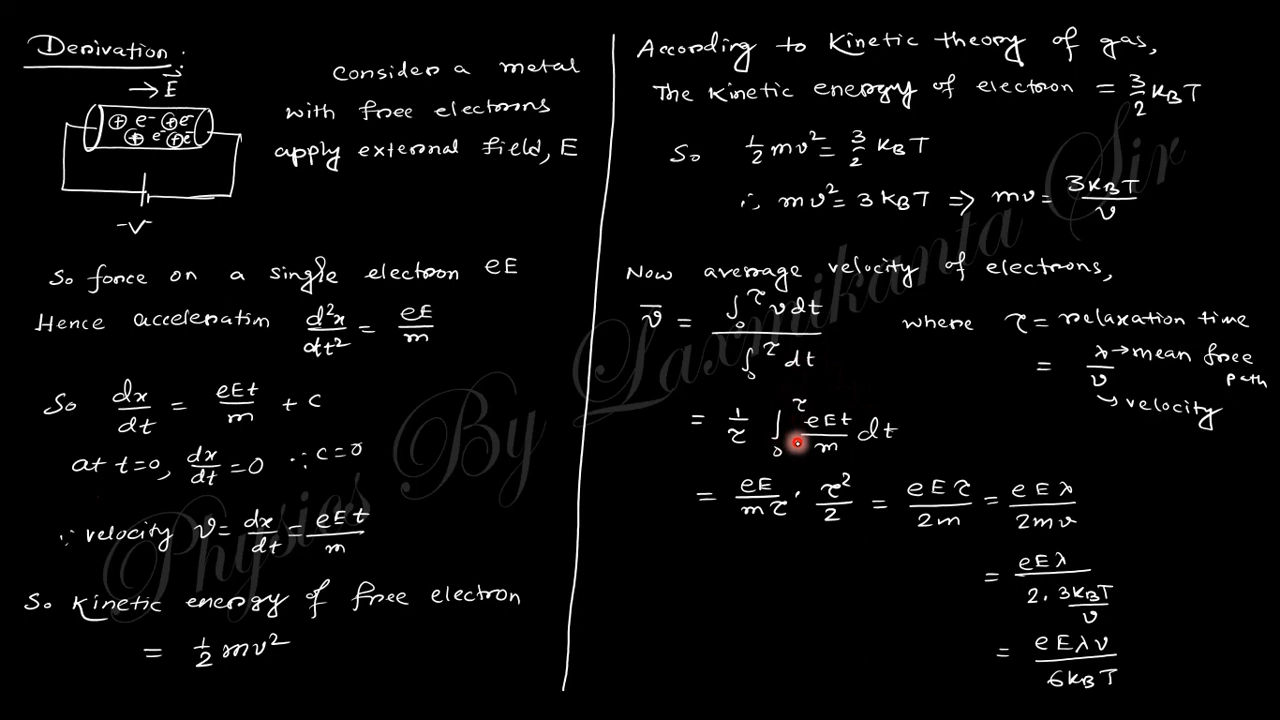 Derivation :
→ E⃗
⊕ e⁻ ⊕ e⁻
⊕ e⁻ ⊕ e⁻
-V-
Consider a metal
with free electrons
apply external field, E
So force on a single electron eE
Hence acceleration d²x/dt² = eE/m
So dx/dt = eEt/m + c
at t=0, dx/dt =0 ∵ c=0
∵ velocity v= dx/dt = eEt/m
So kinetic energy of free electron
= 1/2 mv²
According to kinetic theory of gas,
The kinetic energy of electron = 3/2 kBT
So 1/2 mv² = 3/2 kBT
∴ mv² = 3 kBT ⇒ mv = 3kBT/v
Now average velocity of electrons,
v̄ = ∫₀^τ v dt / ∫₀^τ dt where τ = relaxation time
= λ/v → mean free path
↳ velocity
= 1/τ ∫₀^τ eEt/m dt
= eE/mτ · τ²/2 = eEτ/2m = eEλ/2mv
= eEλ / 2 · 3kBT/v
= eEλv/6kBT
Physics By Laxmikanta Sir